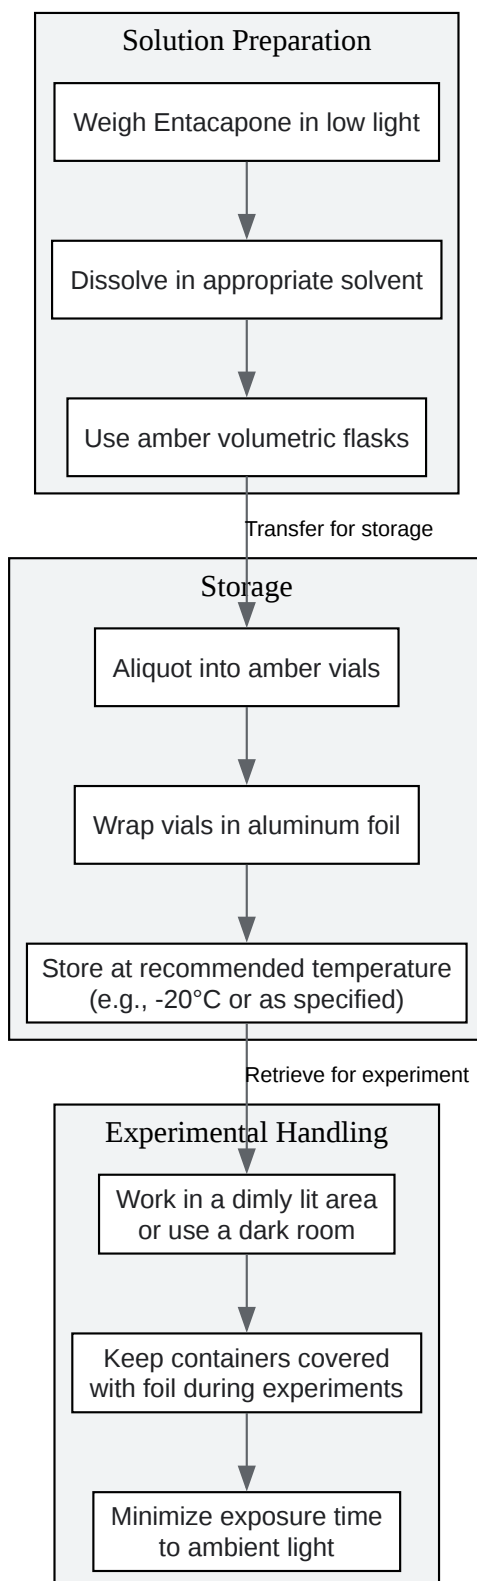 Solution Preparation
Weigh Entacapone in low light
Dissolve in appropriate solvent
Use amber volumetric flasks
Transfer for storage
Storage
Aliquot into amber vials
Wrap vials in aluminum foil
Store at recommended temperature
(e.g., -20°C or as specified)
Retrieve for experiment
Experimental Handling
Work in a dimly lit area
or use a dark room
Keep containers covered
with foil during experiments
Minimize exposure time
to ambient light